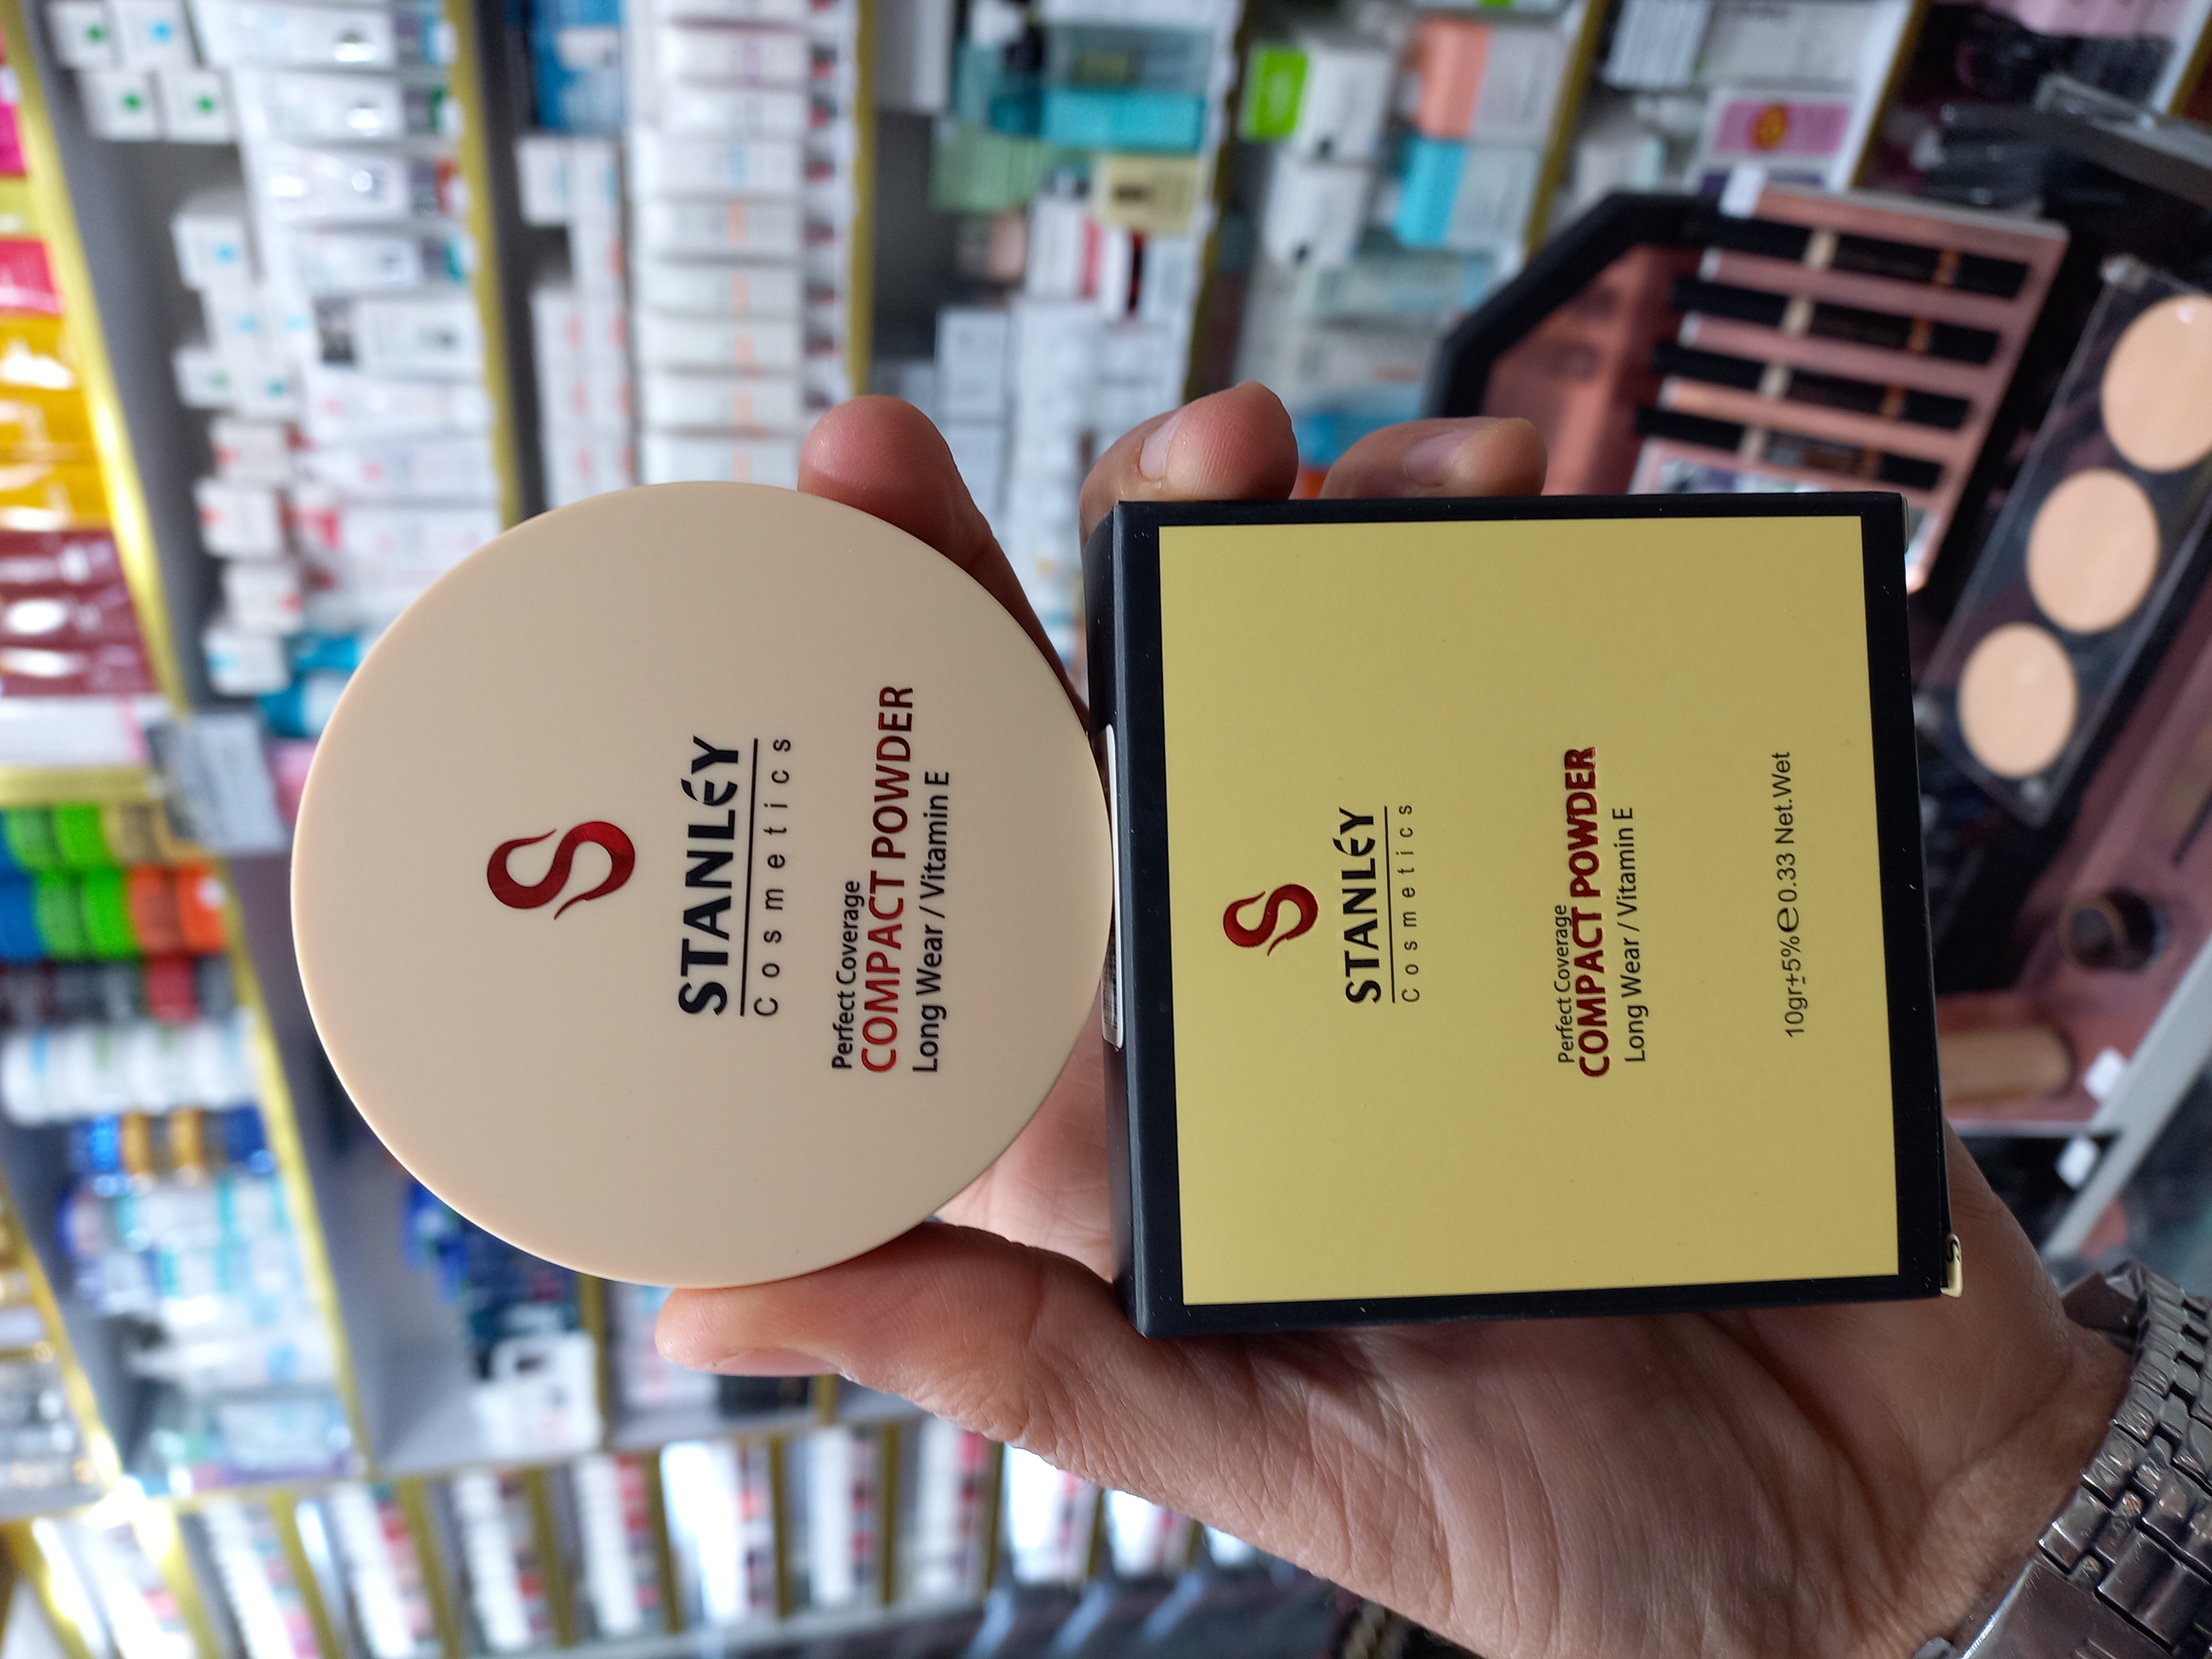 STANLÉY
Cosmetics
Perfect Coverage
COMPACT POWDER
Long Wear / Vitamin E
STANLÉY
Cosmetics
Perfect Coverage
COMPACT POWDER
Long Wear / Vitamin E
10gr±5%℮0.33 Net.Wet